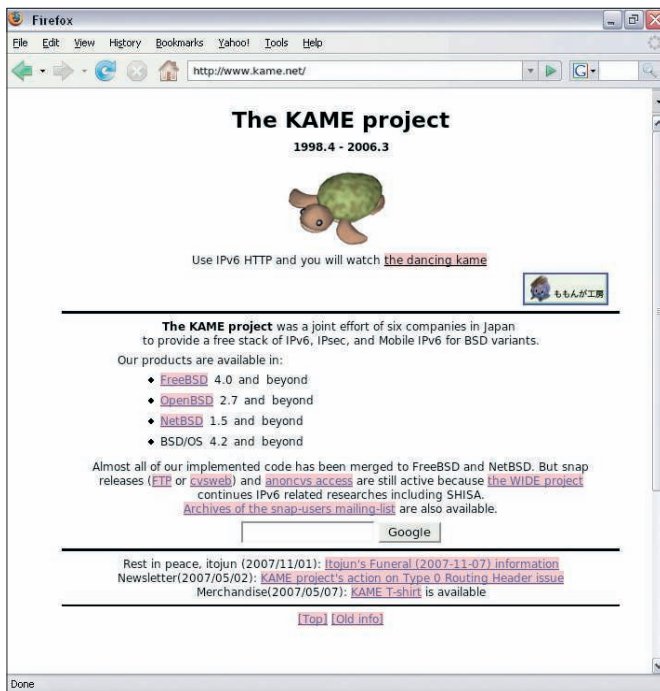 Firefox
File Edit View History Bookmarks Yahoo! Tools Help
http://www.kame.net/
G
The KAME project
1998.4 - 2006.3
Use IPv6 HTTP and you will watch the dancing kame
ももんが工房
The KAME project was a joint effort of six companies in Japan
to provide a free stack of IPv6, IPsec, and Mobile IPv6 for BSD variants.
Our products are available in:
◆ FreeBSD 4.0 and beyond
◆ OpenBSD 2.7 and beyond
◆ NetBSD 1.5 and beyond
◆ BSD/OS 4.2 and beyond
Almost all of our implemented code has been merged to FreeBSD and NetBSD. But snap
releases (FTP or cvsweb) and anoncvs access are still active because the WIDE project
continues IPv6 related researches including SHISA.
Archives of the snap-users mailing-list are also available.
Google
Rest in peace, itojun (2007/11/01): Itojun's Funeral (2007-11-07) information
Newsletter(2007/05/02): KAME project's action on Type 0 Routing Header issue
Merchandise(2007/05/07): KAME T-shirt is available
[Top] [Old info]
Done